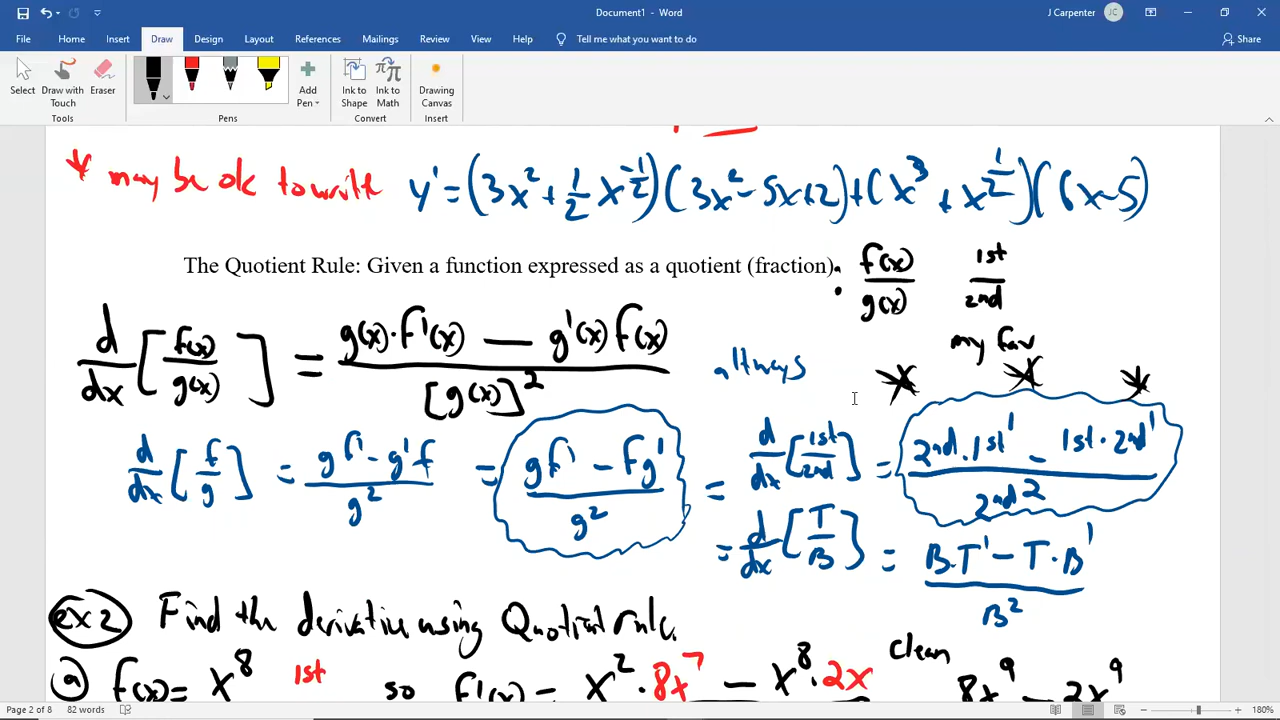 Document1 - Word
J Carpenter JC
File Home Insert Draw Design Layout References Mailings Review View Help Tell me what you want to do Share
Select Draw with Touch Eraser Add Pen Ink to Shape Ink to Math Drawing Canvas
Tools Pens Convert Insert
* may be ok to write y' = (3x² + 1/2 x^(-1/2))(3x² - 5x + 2) + (x³ + x^(1/2))(6x - 5)
The Quotient Rule: Given a function expressed as a quotient (fraction) : f(x)/g(x) 1st/2nd
my fav
d/dx [f(x)/g(x)] = g(x)·f'(x) — g'(x) f(x) / [g(x)]²
always
d/dx [f/g] = gf' - g'f / g² = gf' - fg' / g² = d/dx [1st/2nd] = 2nd·1st' - 1st·2nd' / 2nd²
= d/dx [T/B] = B·T' - T·B' / B²
ex 2 Find the derivative using Quotient rule.
clean
a f(x) = x⁸ 1st so f'(x) = x²·8x⁷ - x⁸·2x 8x⁹ - 2x⁹
Page 2 of 8 82 words 180%